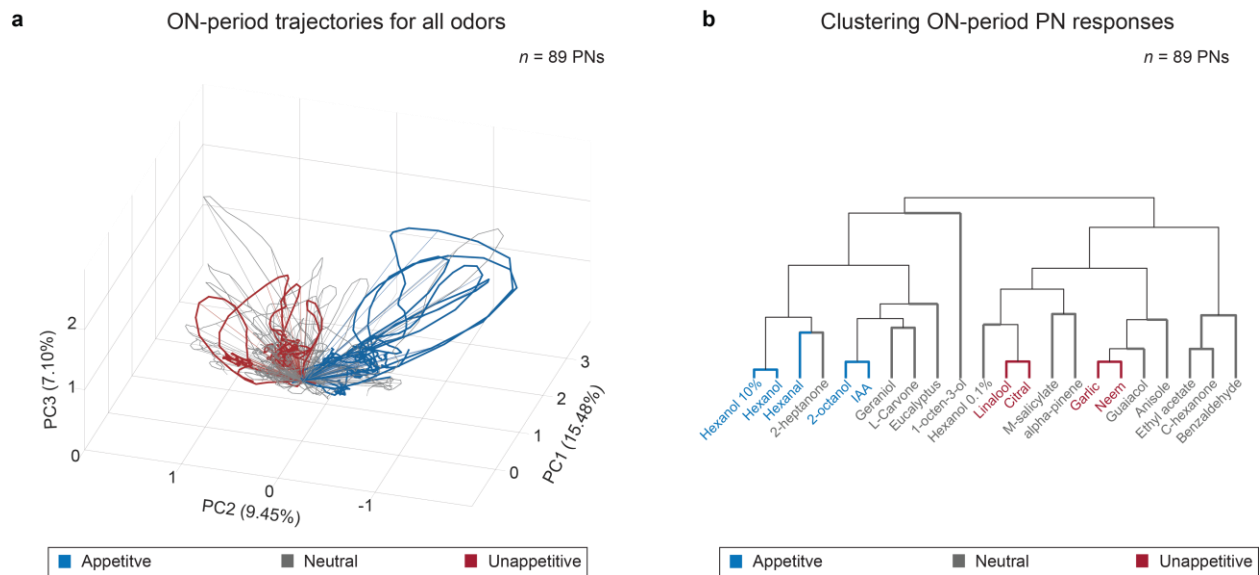 a
ON-period trajectories for all odors
n = 89 PNs
PC3 (7.10%)
2
1
0
PC2 (9.45%)
1
0
-1
PC1 (15.48%)
0
1
2
3
Appetitve
Neutral
Unappetitive
b
Clustering ON-period PN responses
n = 89 PNs
Hexanol 10%
Hexanol
Hexanal
2-heptanone
2-octanol
IAA
Geraniol
L-Carvone
Eucalyptus
1-octen-3-ol
Hexanol 0.1%
Linalool
Citral
M-salicylate
alpha-pinene
Garlic
Neem
Guaiacol
Anisole
Ethyl acetate
C-hexanone
Benzaldehyde
Appetitve
Neutral
Unappetitive